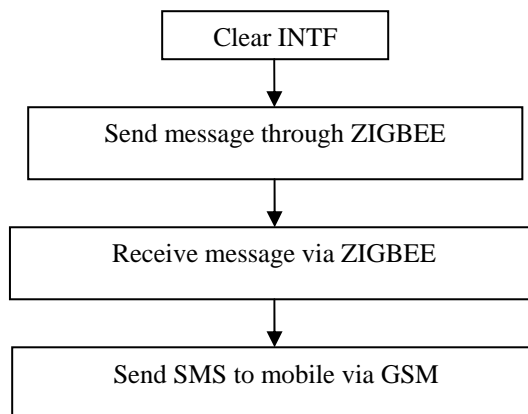 Clear INTF
Send message through ZIGBEE
Receive message via ZIGBEE
Send SMS to mobile via GSM